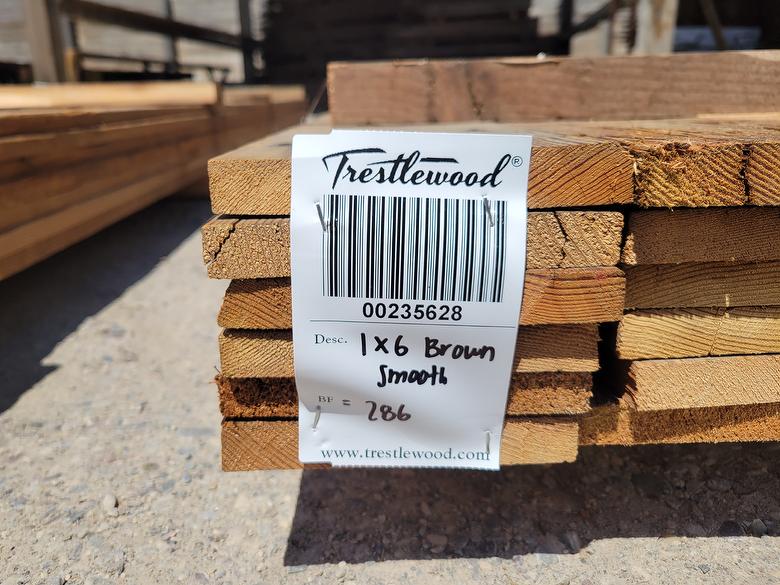 Trestlewood®
00235628
Desc. 1x6 Brown
Smooth
BF = 286
www.trestlewood.com